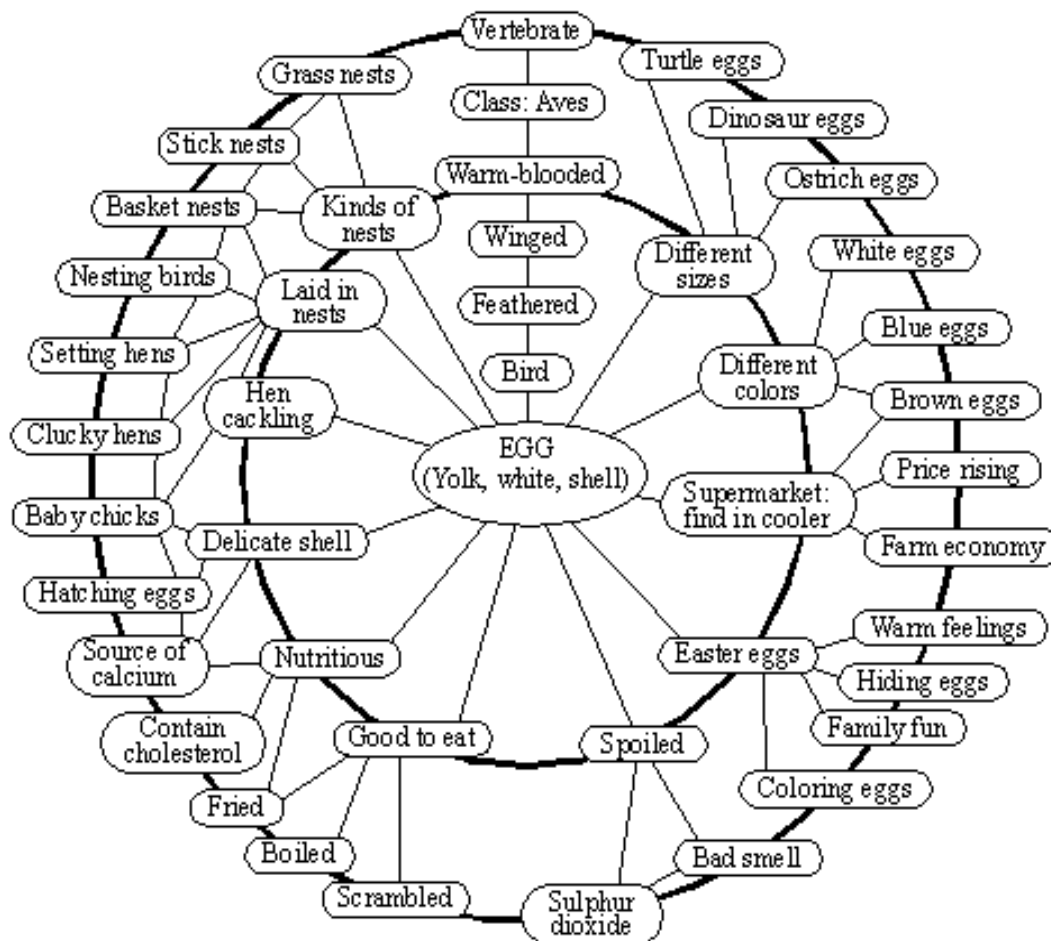 Vertebrate
Grass nests
Turtle eggs
Class: Aves
Dinosaur eggs
Stick nests
Warm-blooded
Ostrich eggs
Basket nests
Kinds of
nests
Winged
Different
sizes
White eggs
Nesting birds
Laid in
nests
Feathered
Blue eggs
Setting hens
Bird
Different
colors
Hen
cackling
Brown eggs
Clucky hens
EGG
(Yolk, white, shell)
Price rising
Baby chicks
Supermarket:
find in cooler
Delicate shell
Farm economy
Hatching eggs
Warm feelings
Source of
calcium
Nutritious
Easter eggs
Hiding eggs
Contain
cholesterol
Good to eat
Spoiled
Family fun
Fried
Coloring eggs
Boiled
Bad smell
Scrambled
Sulphur
dioxide